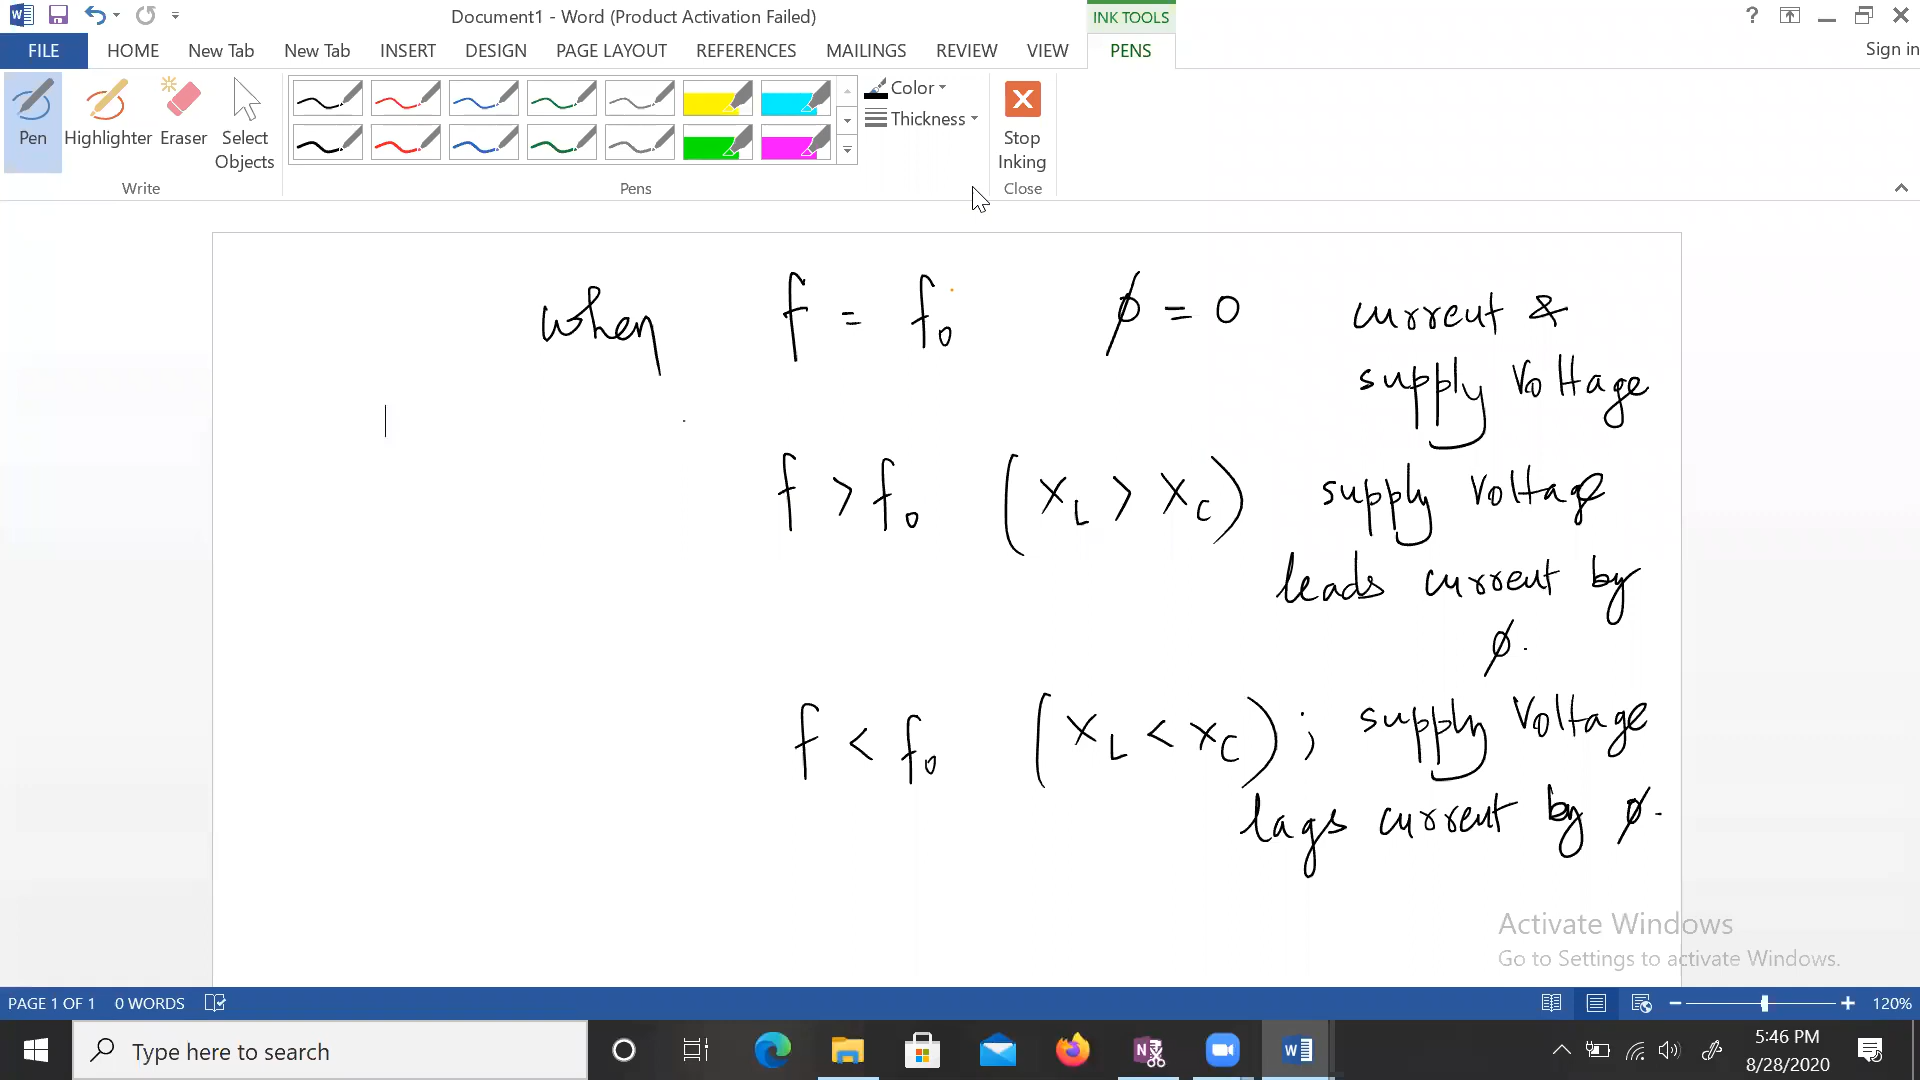 Document1 - Word (Product Activation Failed)
INK TOOLS
?
FILE HOME New Tab New Tab INSERT DESIGN PAGE LAYOUT REFERENCES MAILINGS REVIEW VIEW PENS
Sign in
Pen Highlighter Eraser Select Objects
Color
Thickness
Stop Inking
Write Pens Close
when f = f₀ ϕ = 0 current &
supply Voltage
f > f₀ (X_L > X_C) supply Voltage
leads current by
ϕ.
f < f₀ (X_L < X_C) ; supply Voltage
lags current by ϕ.
Activate Windows
Go to Settings to activate Windows.
PAGE 1 OF 1 0 WORDS 120%
Type here to search
5:46 PM
8/28/2020